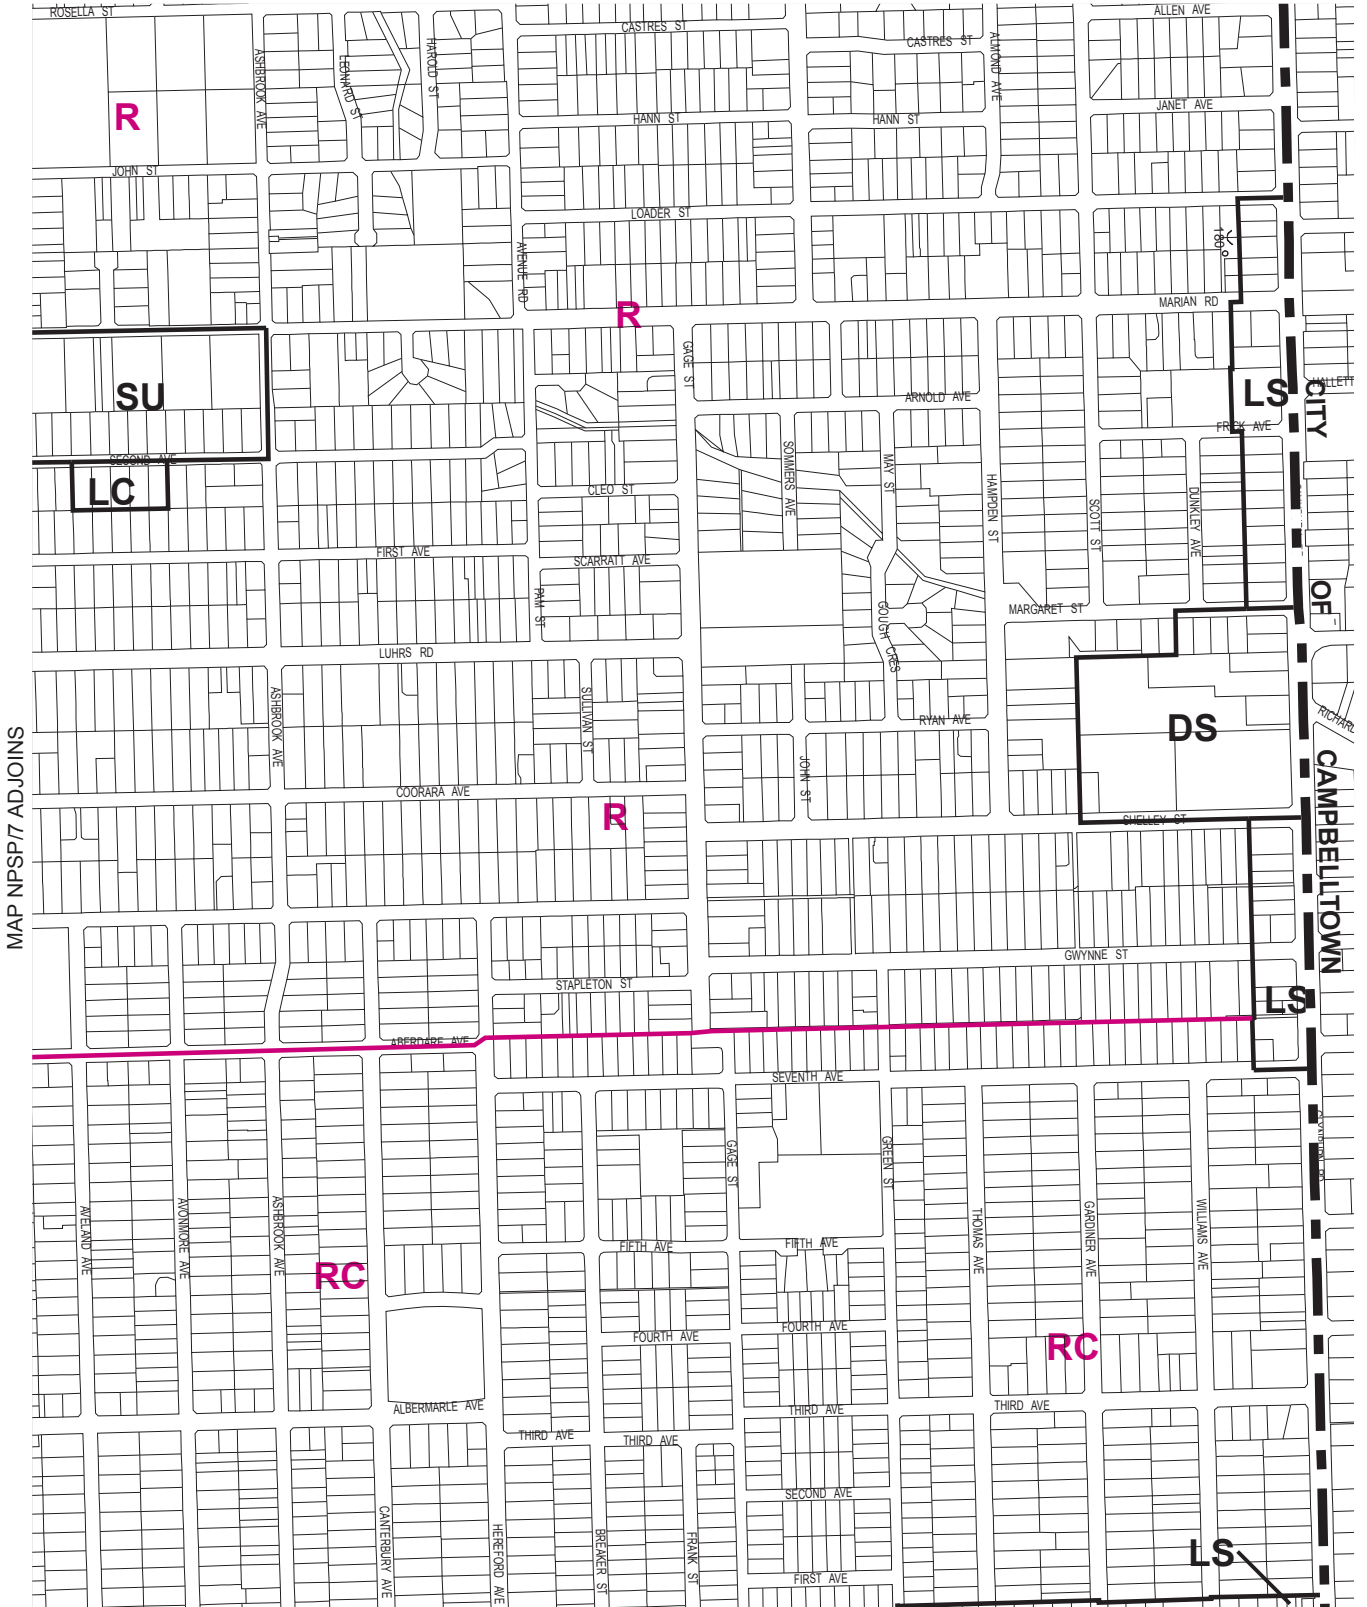 ROSELLA ST
CASTRES ST
CASTRES ST
ALLEN AVE
ASHBROOK AVE
LEONARD ST
HAROLD ST
ALMOND AVE
JANET AVE
R
HANN ST
HANN ST
JOHN ST
LOADER ST
180
AVENUE RD
MARIAN RD
R
GAGE ST
SU
ARNOLD AVE
LS
HALLETT
CITY
FRICK AVE
SECOND AVE
LC
CLEO ST
SOMMERS AVE
MAY ST
HAMPDEN ST
SCOTT ST
DUNKLEY AVE
FIRST AVE
SCARRATT AVE
PAM ST
GOUGH CRES
MARGARET ST
OF
LUHRS RD
ASHBROOK AVE
SULLIVAN ST
RYAN AVE
DS
RICHARD
MAP NPSP/7 ADJOINS
JOHN ST
CAMPBELLTOWN
COORARA AVE
R
SHELLEY ST
GWYNNE ST
STAPLETON ST
LS
ABERDARE AVE
SEVENTH AVE
GAGE ST
GREEN ST
AVELAND AVE
AVONMORE AVE
ASHBROOK AVE
THOMAS AVE
GARDINER AVE
WILLIAMS AVE
FIFTH AVE
FIFTH AVE
RC
FOURTH AVE
FOURTH AVE
RC
ALBERMARLE AVE
THIRD AVE
THIRD AVE
THIRD AVE
THIRD AVE
SECOND AVE
CANTERBURY AVE
HEREFORD AVE
BREAKER ST
FRANK ST
LS
FIRST AVE